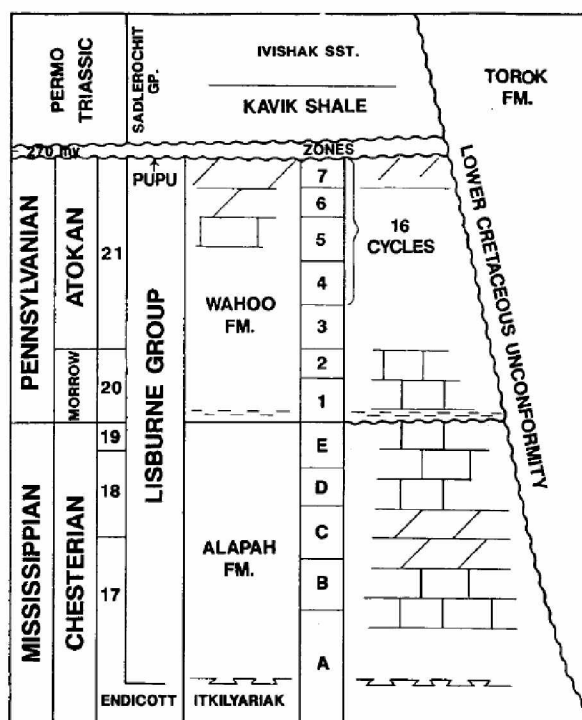 PERMO
TRIASSIC
SADLEROCHIT
GP.
IVISHAK SST.
KAVIK SHALE
TOROK
FM.
270 my
ZONES
PUPU
LOWER CRETACEOUS UNCONFORMITY
PENNSYLVANIAN
ATOKAN
MORROW
21
20
LISBURNE GROUP
WAHOO
FM.
7
6
5
4
3
2
1
16
CYCLES
MISSISSIPPIAN
CHESTERIAN
19
18
17
ALAPAH
FM.
E
D
C
B
A
ENDICOTT
ITKILYARIAK